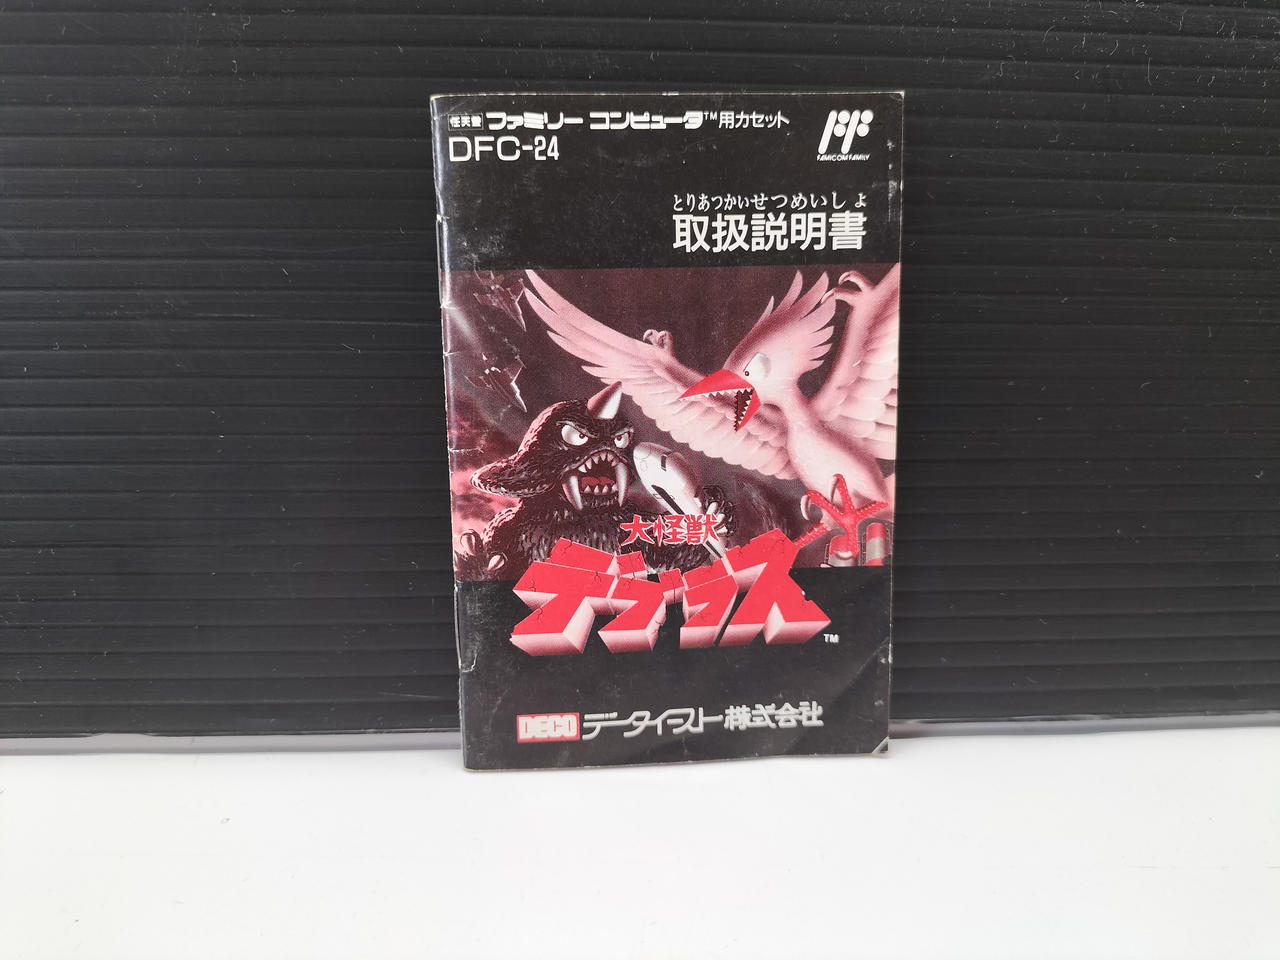 任天堂 ファミリー コンピュータ™用カセット
DFC-24
FAMICOM FAMILY
とりあつかいせつめいしょ
取扱説明書
大怪獣
デブラス
TM
DECO データイースト株式会社